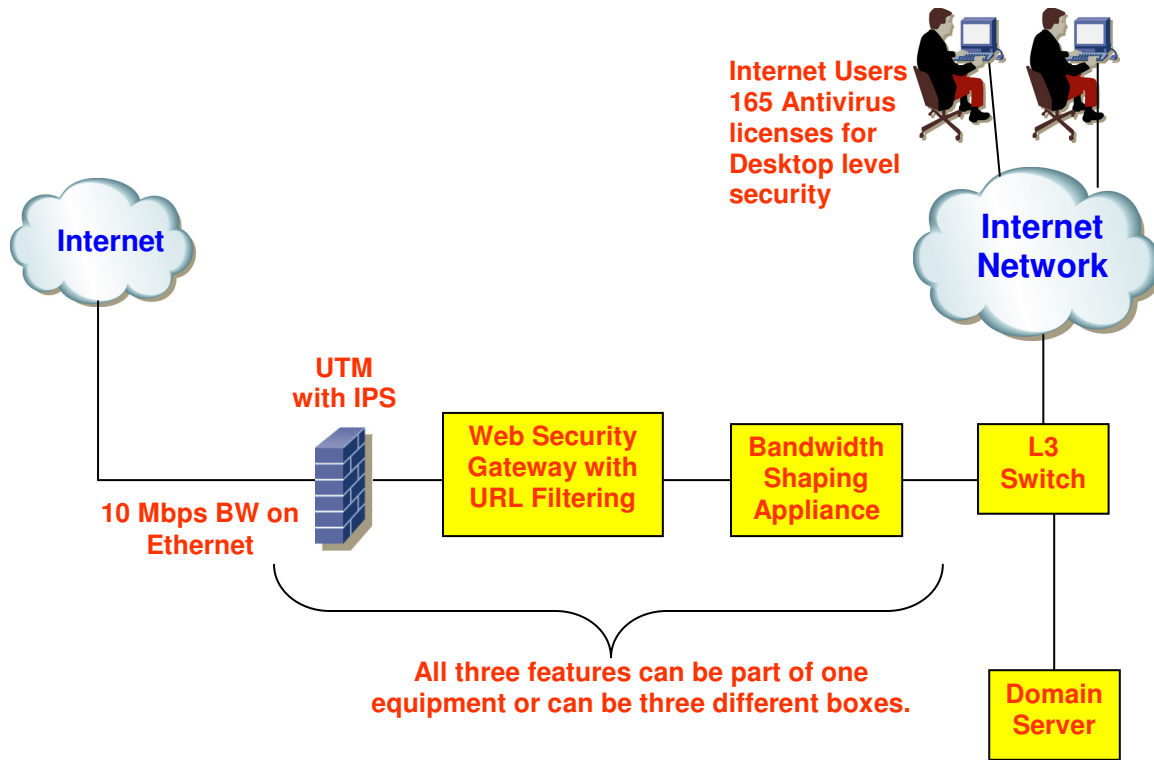 Internet Users
165 Antivirus
licenses for
Desktop level
security
Internet
Internet
Network
UTM
with IPS
Web Security
Gateway with
URL Filtering
Bandwidth
Shaping
Appliance
L3
Switch
10 Mbps BW on
Ethernet
All three features can be part of one
equipment or can be three different boxes.
Domain
Server